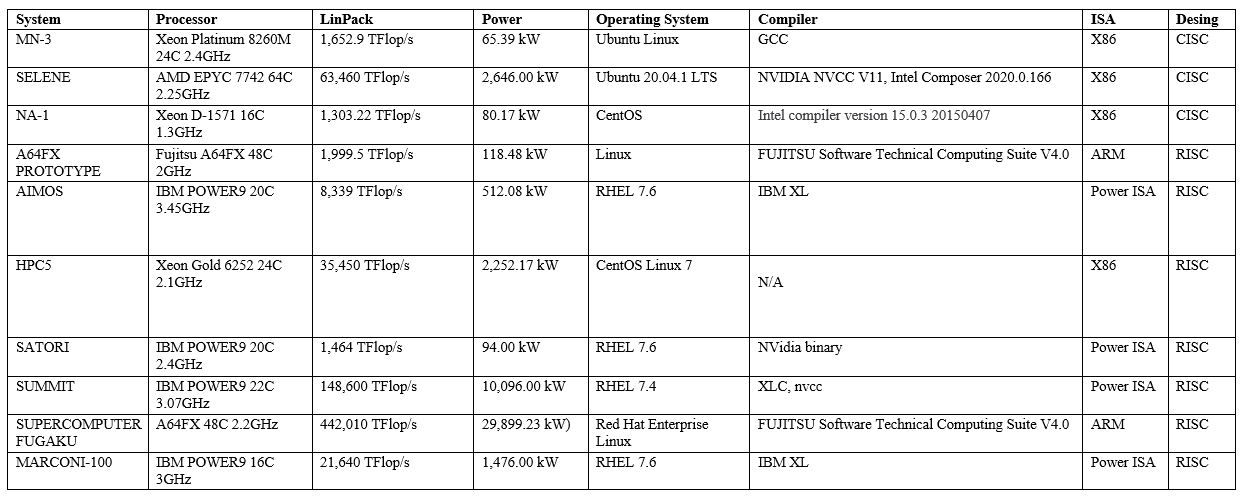 System Processor LinPack Power Operating System Compiler ISA Desing
MN-3 Xeon Platinum 8260M 1,652.9 TFlop/s 65.39 kW Ubuntu Linux GCC X86 CISC
24C 2.4GHz
SELENE AMD EPYC 7742 64C 63,460 TFlop/s 2,646.00 kW Ubuntu 20.04.1 LTS NVIDIA NVCC V11, Intel Composer 2020.0.166 X86 CISC
2.25GHz
NA-1 Xeon D-1571 16C 1,303.22 TFlop/s 80.17 kW CentOS Intel compiler version 15.0.3 20150407 X86 CISC
1.3GHz
A64FX Fujitsu A64FX 48C 1,999.5 TFlop/s 118.48 kW Linux FUJITSU Software Technical Computing Suite V4.0 ARM RISC
PROTOTYPE 2GHz
AIMOS IBM POWER9 20C 8,339 TFlop/s 512.08 kW RHEL 7.6 IBM XL Power ISA RISC
3.45GHz
HPC5 Xeon Gold 6252 24C 35,450 TFlop/s 2,252.17 kW CentOS Linux 7 X86 RISC
2.1GHz N/A
SATORI IBM POWER9 20C 1,464 TFlop/s 94.00 kW RHEL 7.6 NVidia binary Power ISA RISC
2.4GHz
SUMMIT IBM POWER9 22C 148,600 TFlop/s 10,096.00 kW RHEL 7.4 XLC, nvcc Power ISA RISC
3.07GHz
SUPERCOMPUTER A64FX 48C 2.2GHz 442,010 TFlop/s 29,899.23 kW) Red Hat Enterprise FUJITSU Software Technical Computing Suite V4.0 ARM RISC
FUGAKU Linux
MARCONI-100 IBM POWER9 16C 21,640 TFlop/s 1,476.00 kW RHEL 7.6 IBM XL Power ISA RISC
3GHz